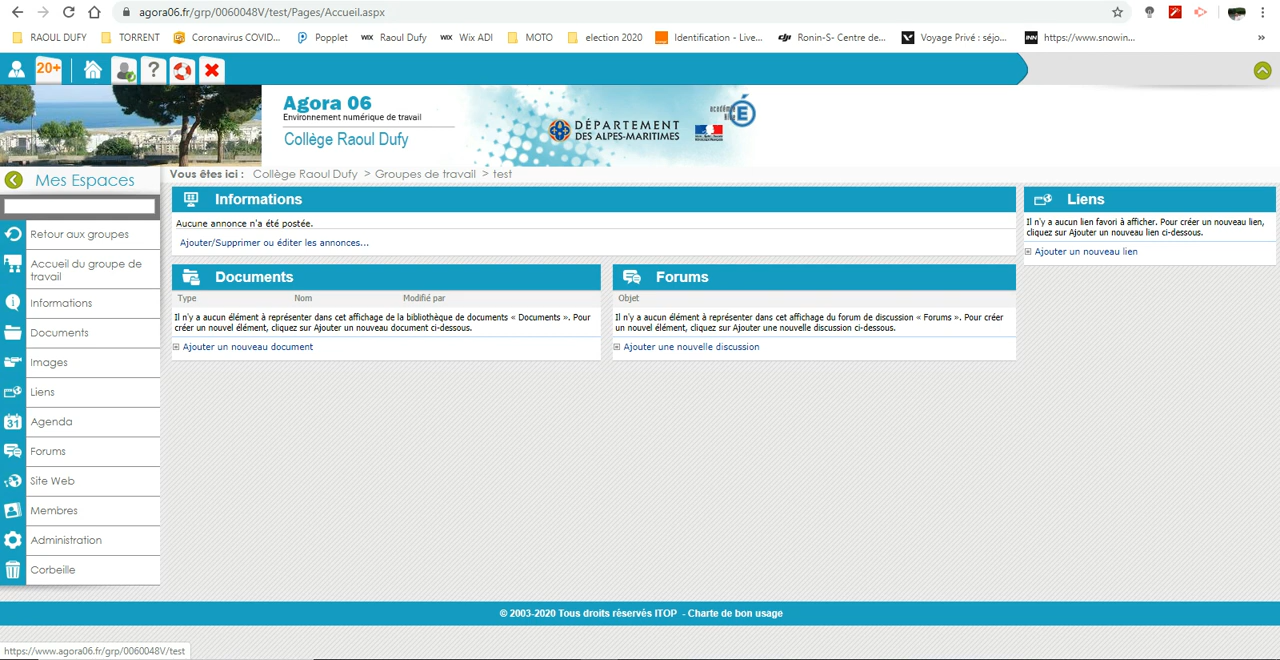 agora06.fr/grp/0060048V/test/Pages/Accueil.aspx
RAOUL DUFY TORRENT Coronavirus COVID... Popplet WIX Raoul Dufy WIX Wix ADI MOTO election 2020 Identification - Live... dji Ronin-S- Centre de... Voyage Privé : séjo... INN https://www.snowin... »
20+ ?
Agora 06
Environnement numérique de travail
Collège Raoul Dufy
DÉPARTEMENT
DES ALPES-MARITIMES
académie
Mes Espaces
Vous êtes ici : Collège Raoul Dufy > Groupes de travail > test
Retour aux groupes
Accueil du groupe de
travail
Informations
Documents
Images
Liens
31 Agenda
Forums
Site Web
Membres
Administration
Corbeille
Informations
Aucune annonce n'a été postée.
Ajouter/Supprimer ou éditer les annonces...
Documents
Type Nom Modifié par
Il n'y a aucun élément à représenter dans cet affichage de la bibliothèque de documents « Documents ». Pour
créer un nouvel élément, cliquez sur Ajouter un nouveau document ci-dessous.
Ajouter un nouveau document
Forums
Objet
Il n'y a aucun élément à représenter dans cet affichage du forum de discussion « Forums ». Pour créer
un nouvel élément, cliquez sur Ajouter une nouvelle discussion ci-dessous.
Ajouter une nouvelle discussion
Liens
Il n'y a aucun lien favori à afficher. Pour créer un nouveau lien,
cliquez sur Ajouter un nouveau lien ci-dessous.
Ajouter un nouveau lien
© 2003-2020 Tous droits réservés ITOP - Charte de bon usage
https://www.agora06.fr/grp/0060048V/test